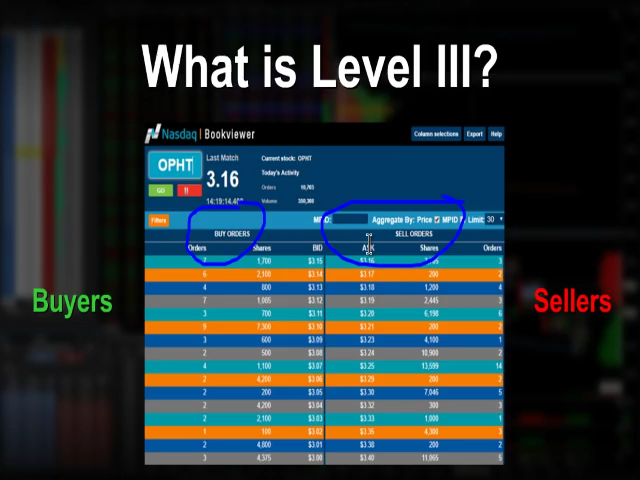 What is Level III?
Nasdaq | Bookviewer
Column selections Export Help
OPHT
Last Match
3.16
Current stock: OPHT
Today's Activity
Orders 10,703
GO!
Filters
Aggregate By: Price MPID Limit: 30
BUY ORDERS SELL ORDERS
Orders Shares BID ASK Shares Orders
7 1,700 $3.15 $3.16 3
6 2,100 $3.14 $3.17 200 2
4 800 $3.13 $3.18 1,200 4
7 1,085 $3.12 $3.19 2,445 3
3 700 $3.11 $3.20 6,198 6
9 7,300 $3.10 $3.21 200 2
3 600 $3.09 $3.23 4,100 1
2 500 $3.08 $3.24 10,900 2
4 1,100 $3.07 $3.25 13,599 14
2 4,200 $3.06 $3.29 200 2
2 200 $3.05 $3.30 7,046 5
2 4,200 $3.04 $3.32 300 3
2 2,100 $3.03 $3.33 1,000 1
1 100 $3.02 $3.35 4,300 3
2 4,800 $3.01 $3.38 200 2
3 4,375 $3.00 $3.40 11,065 5
Buyers
Sellers